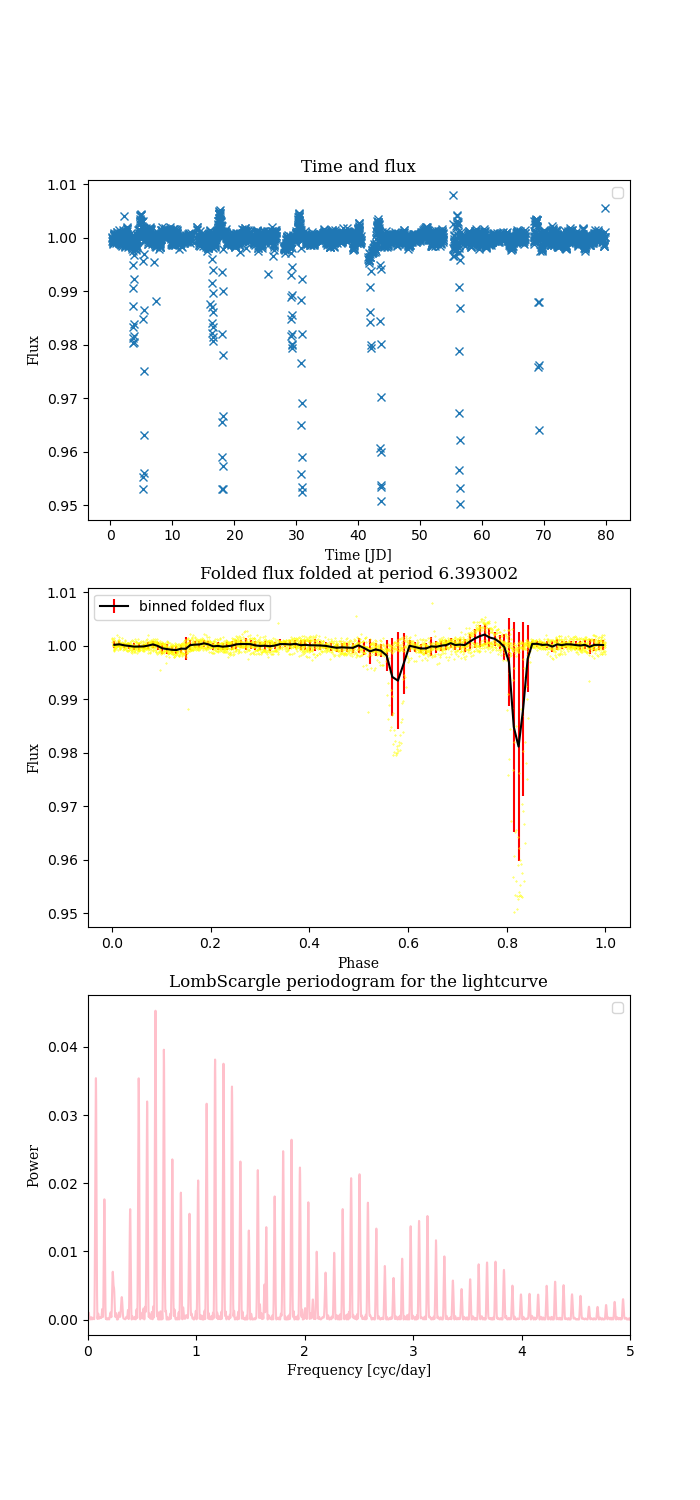 Time and flux
1.01
1.00
0.99
0.98
0.97
0.96
0.95
Flux
0 10 20 30 40 50 60 70 80
Time [JD]
Folded flux folded at period 6.393002
binned folded flux
1.01
1.00
0.99
0.98
0.97
0.96
0.95
Flux
0.0 0.2 0.4 0.6 0.8 1.0
Phase
LombScargle periodogram for the lightcurve
0.04
0.03
0.02
0.01
0.00
Power
0 1 2 3 4 5
Frequency [cyc/day]